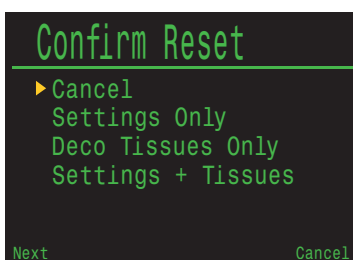 Confirm Reset
Cancel
Settings Only
Deco Tissues Only
Settings + Tissues
Next Cancel